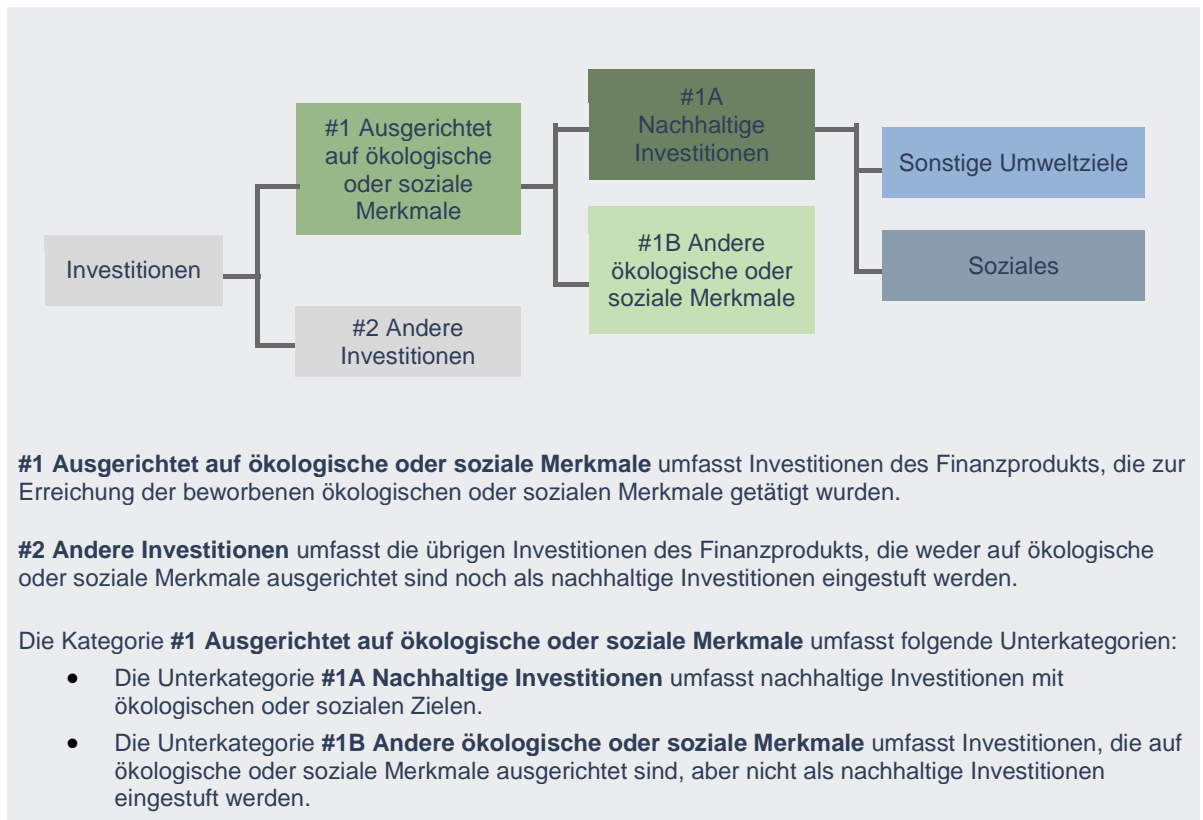 #1 Ausgerichtet
auf ökologische
oder soziale
Merkmale
#1A
Nachhaltige
Investitionen
Sonstige Umweltziele
Investitionen
#1B Andere
ökologische oder
soziale Merkmale
Soziales
#2 Andere
Investitionen
#1 Ausgerichtet auf ökologische oder soziale Merkmale umfasst Investitionen des Finanzprodukts, die zur
Erreichung der beworbenen ökologischen oder sozialen Merkmale getätigt wurden.
#2 Andere Investitionen umfasst die übrigen Investitionen des Finanzprodukts, die weder auf ökologische
oder soziale Merkmale ausgerichtet sind noch als nachhaltige Investitionen eingestuft werden.
Die Kategorie #1 Ausgerichtet auf ökologische oder soziale Merkmale umfasst folgende Unterkategorien:
• Die Unterkategorie #1A Nachhaltige Investitionen umfasst nachhaltige Investitionen mit
ökologischen oder sozialen Zielen.
• Die Unterkategorie #1B Andere ökologische oder soziale Merkmale umfasst Investitionen, die auf
ökologische oder soziale Merkmale ausgerichtet sind, aber nicht als nachhaltige Investitionen
eingestuft werden.